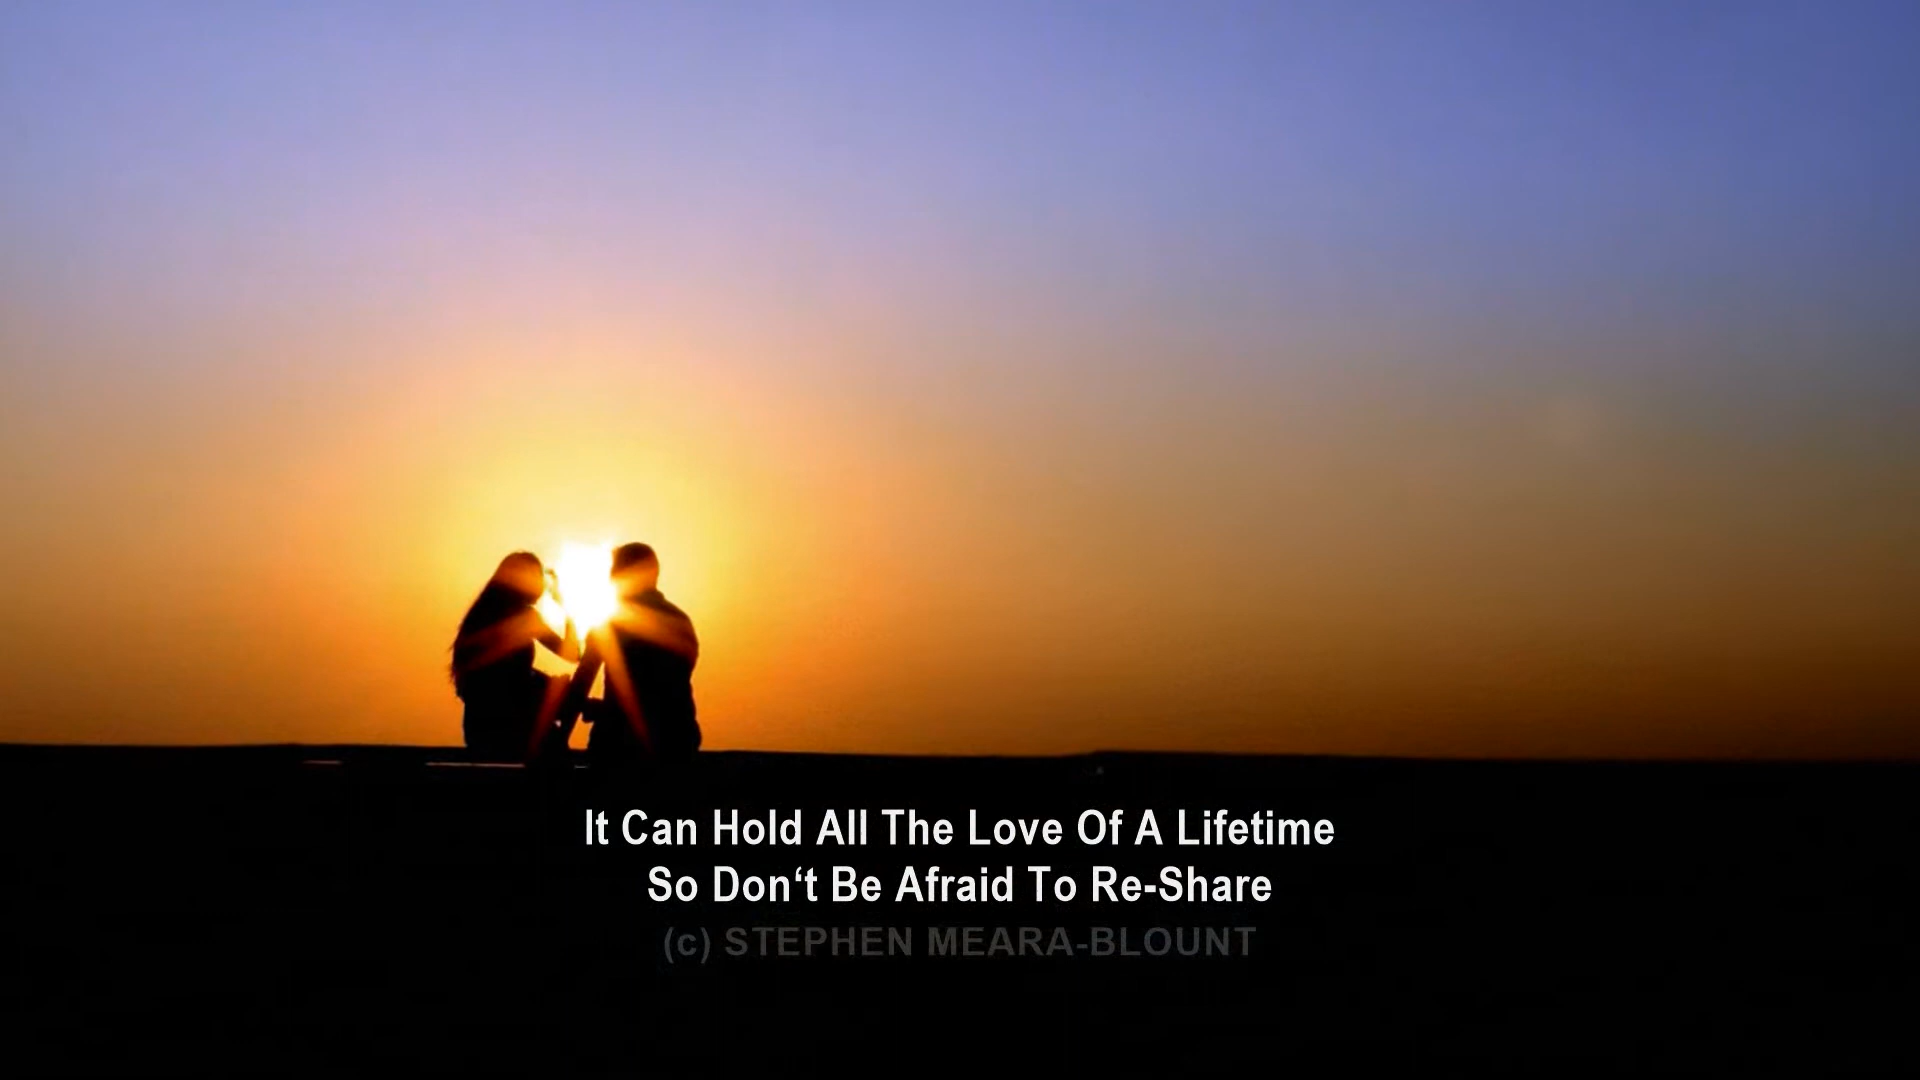 It Can Hold All The Love Of A Lifetime
So Don‘t Be Afraid To Re-Share
(c) STEPHEN MEARA-BLOUNT